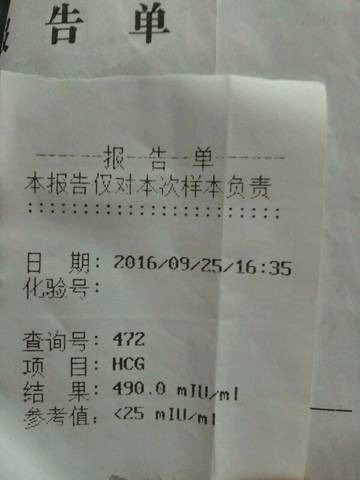 告单
报 告 单
本报告仅对本次样本负责
::::::::::::::::::::::
日 期: 2016/09/25/16:35
化验号:
查询号: 472
项 目: HCG
结 果: 490.0 mIU/ml
参考值: <25 mIU/ml